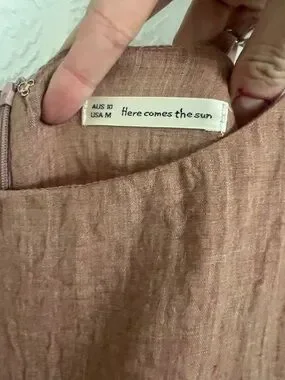 AUS 10
USA M
Here comes the sun